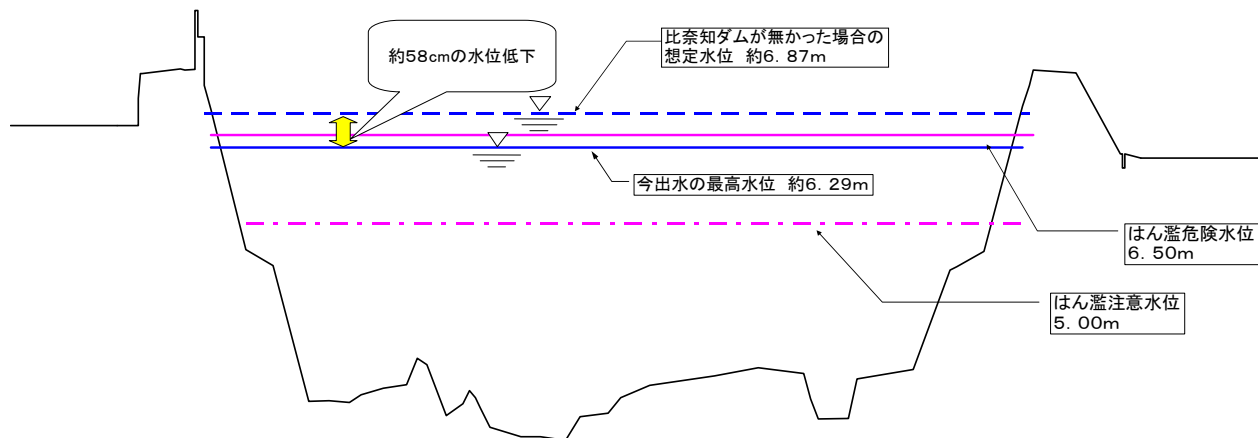 比奈知ダムが無かった場合の
想定水位 約6．87m
約58cmの水位低下
今出水の最高水位 約6．29m
はん濫危険水位
6．50m
はん濫注意水位
5．00m